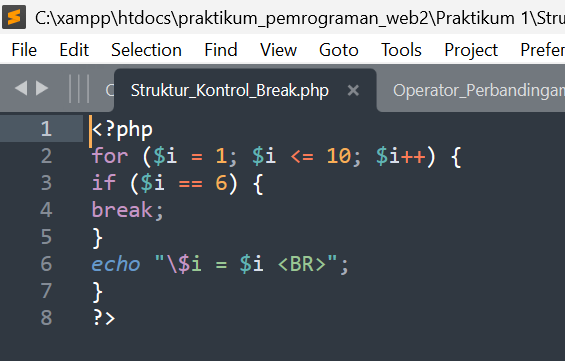 C:\xampp\htdocs\praktikum_pemrograman_web2\Praktikum 1\Stru
File Edit Selection Find View Goto Tools Project Prefer
C Struktur_Kontrol_Break.php × Operator_Perbandingan
1 <?php
2 for ($i = 1; $i <= 10; $i++) {
3 if ($i == 6) {
4 break;
5 }
6 echo "\$i = $i <BR>";
7 }
8 ?>